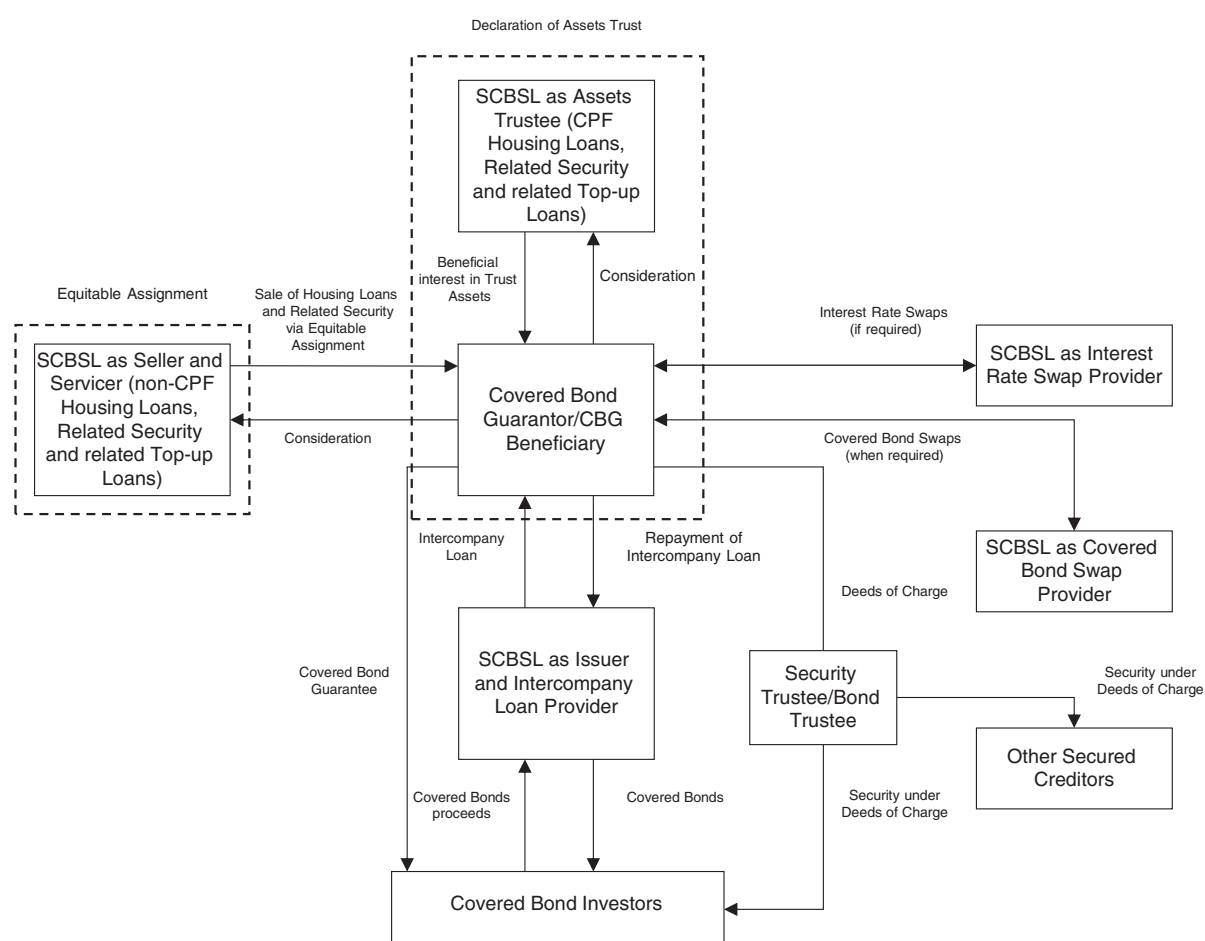 Declaration of Assets Trust
SCBSL as Assets
Trustee (CPF
Housing Loans,
Related Security
and related Top-up
Loans)
Beneficial
interest in Trust
Assets
Consideration
Equitable Assignment
Sale of Housing Loans
and Related Security
via Equitable
Assignment
SCBSL as Seller and
Servicer (non-CPF
Housing Loans,
Related Security
and related Top-up
Loans)
Consideration
Covered Bond
Guarantor/CBG
Beneficiary
Interest Rate Swaps
(if required)
SCBSL as Interest
Rate Swap Provider
Covered Bond Swaps
(when required)
SCBSL as Covered
Bond Swap
Provider
Intercompany
Loan
Repayment of
Intercompany Loan
Deeds of Charge
Covered Bond
Guarantee
SCBSL as Issuer
and Intercompany
Loan Provider
Security
Trustee/Bond
Trustee
Security under
Deeds of Charge
Other Secured
Creditors
Covered Bonds
proceeds
Covered Bonds
Security under
Deeds of Charge
Covered Bond Investors